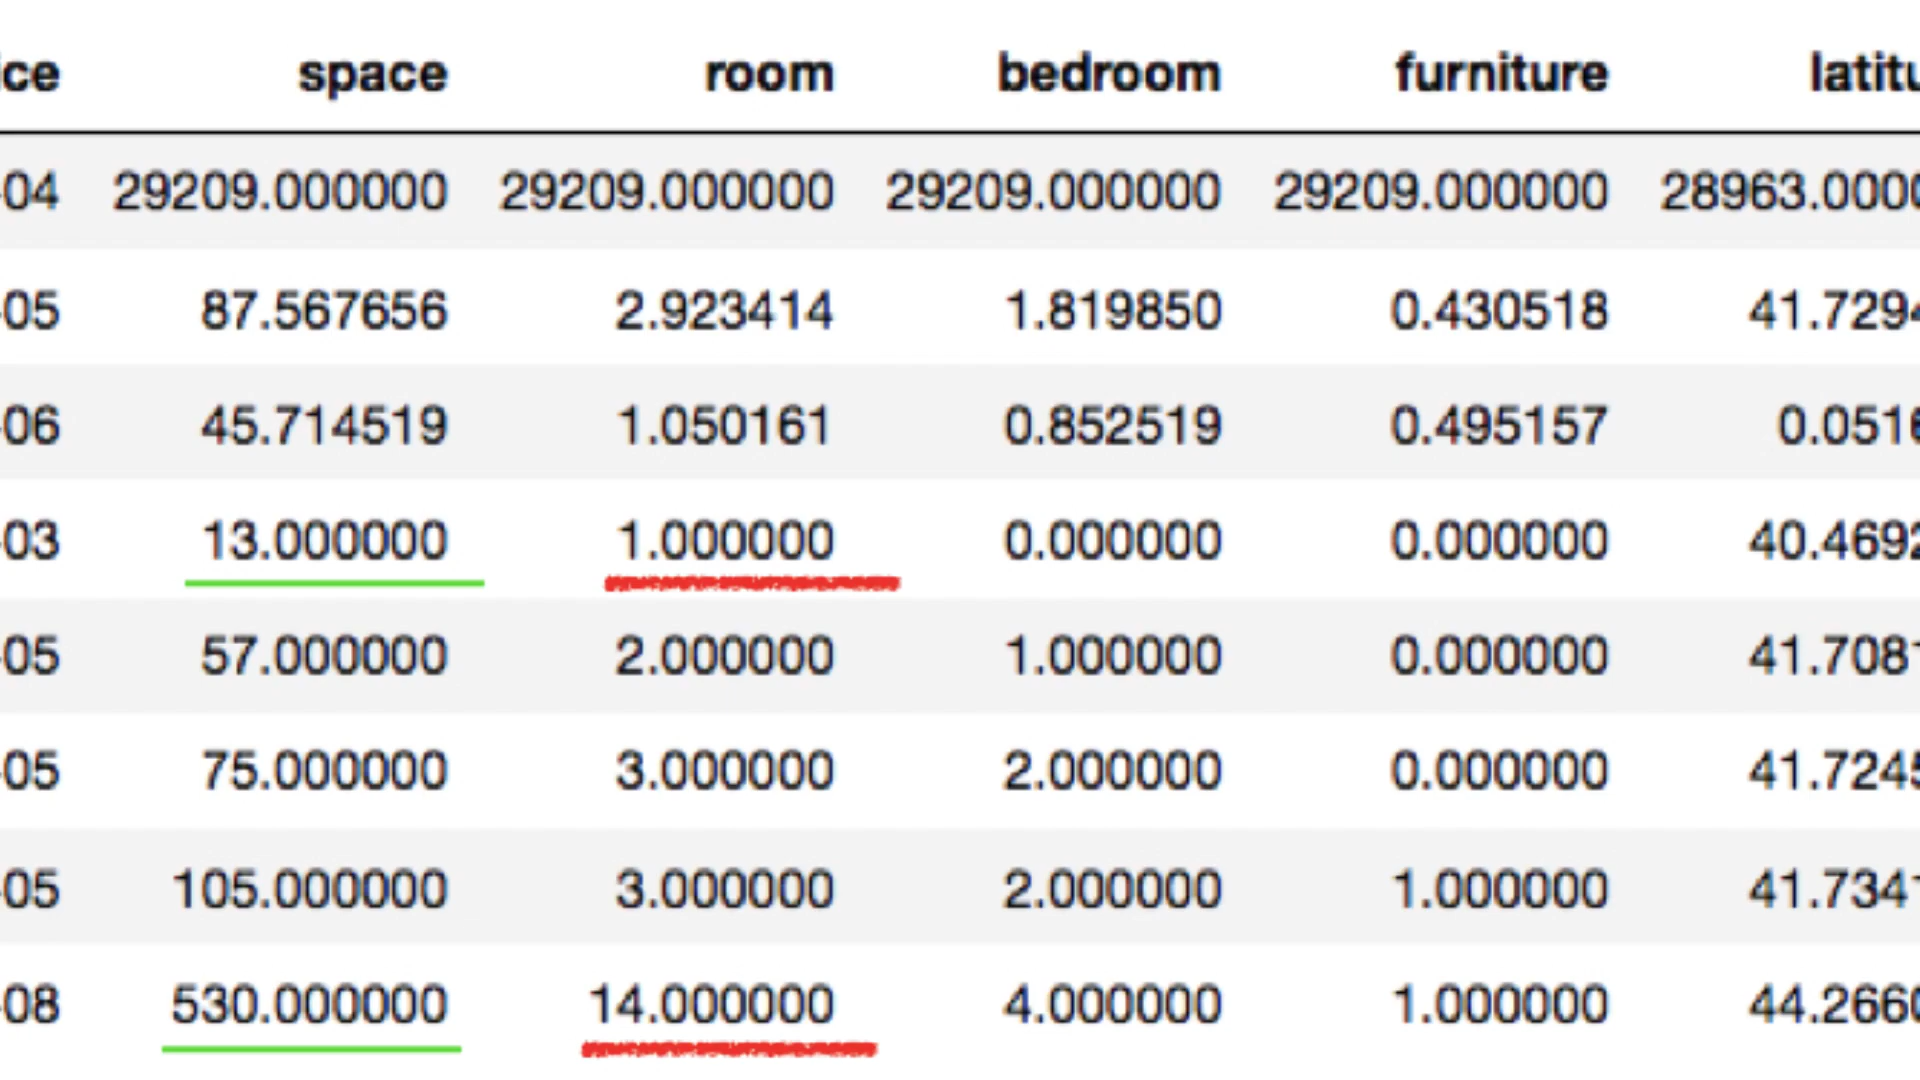 ice space room bedroom furniture latitu
-04 29209.000000 29209.000000 29209.000000 29209.000000 28963.0000
-05 87.567656 2.923414 1.819850 0.430518 41.7294
-06 45.714519 1.050161 0.852519 0.495157 0.0516
-03 13.000000 1.000000 0.000000 0.000000 40.4692
-05 57.000000 2.000000 1.000000 0.000000 41.7081
-05 75.000000 3.000000 2.000000 0.000000 41.7245
-05 105.000000 3.000000 2.000000 1.000000 41.7341
-08 530.000000 14.000000 4.000000 1.000000 44.2660